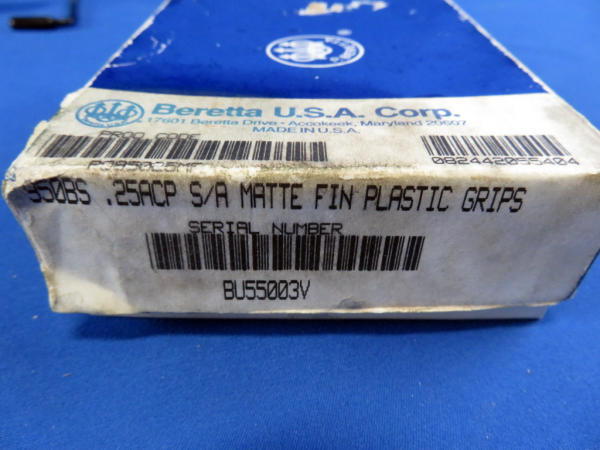 Beretta U.S.A. Corp.
17601 Beretta Drive - Accokeek, Maryland 20607
MADE IN U.S.A.
PROD CODE
082442055404
950BS .25ACP S/A MATTE FIN PLASTIC GRIPS
SERIAL NUMBER
BU55003V